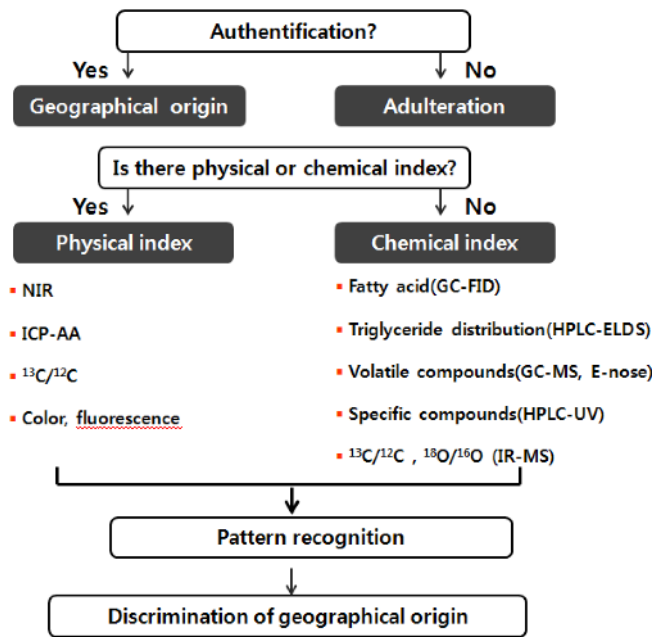 Authentification?
Yes No
Geographical origin Adulteration
Is there physical or chemical index?
Yes No
Physical index Chemical index
▪ NIR
▪ ICP-AA
▪ ¹³C/¹²C
▪ Color, fluorescence
▪ Fatty acid(GC-FID)
▪ Triglyceride distribution(HPLC-ELDS)
▪ Volatile compounds(GC-MS, E-nose)
▪ Specific compounds(HPLC-UV)
▪ ¹³C/¹²C , ¹⁸O/¹⁶O (IR-MS)
Pattern recognition
Discrimination of geographical origin